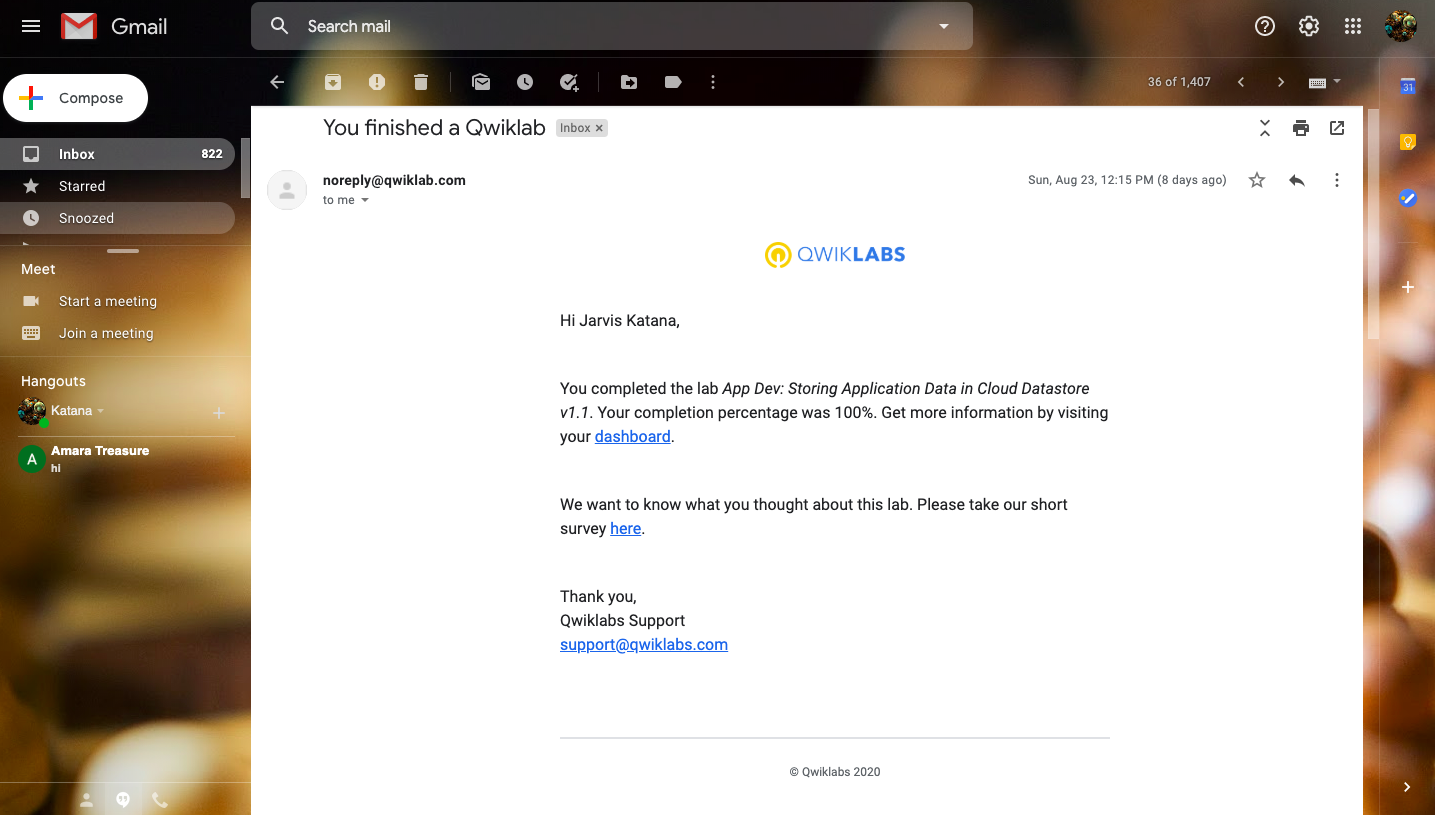 Gmail
Search mail
Compose
36 of 1,407
31
You finished a Qwiklab
Inbox ×
Inbox 822
Starred
Snoozed
noreply@qwiklab.com
Sun, Aug 23, 12:15 PM (8 days ago)
to me
QWIKLABS
Meet
Start a meeting
Join a meeting
Hangouts
Katana
A
Amara Treasure
hi
Hi Jarvis Katana,
You completed the lab App Dev: Storing Application Data in Cloud Datastore
v1.1. Your completion percentage was 100%. Get more information by visiting
your dashboard.
We want to know what you thought about this lab. Please take our short
survey here.
Thank you,
Qwiklabs Support
support@qwiklabs.com
© Qwiklabs 2020